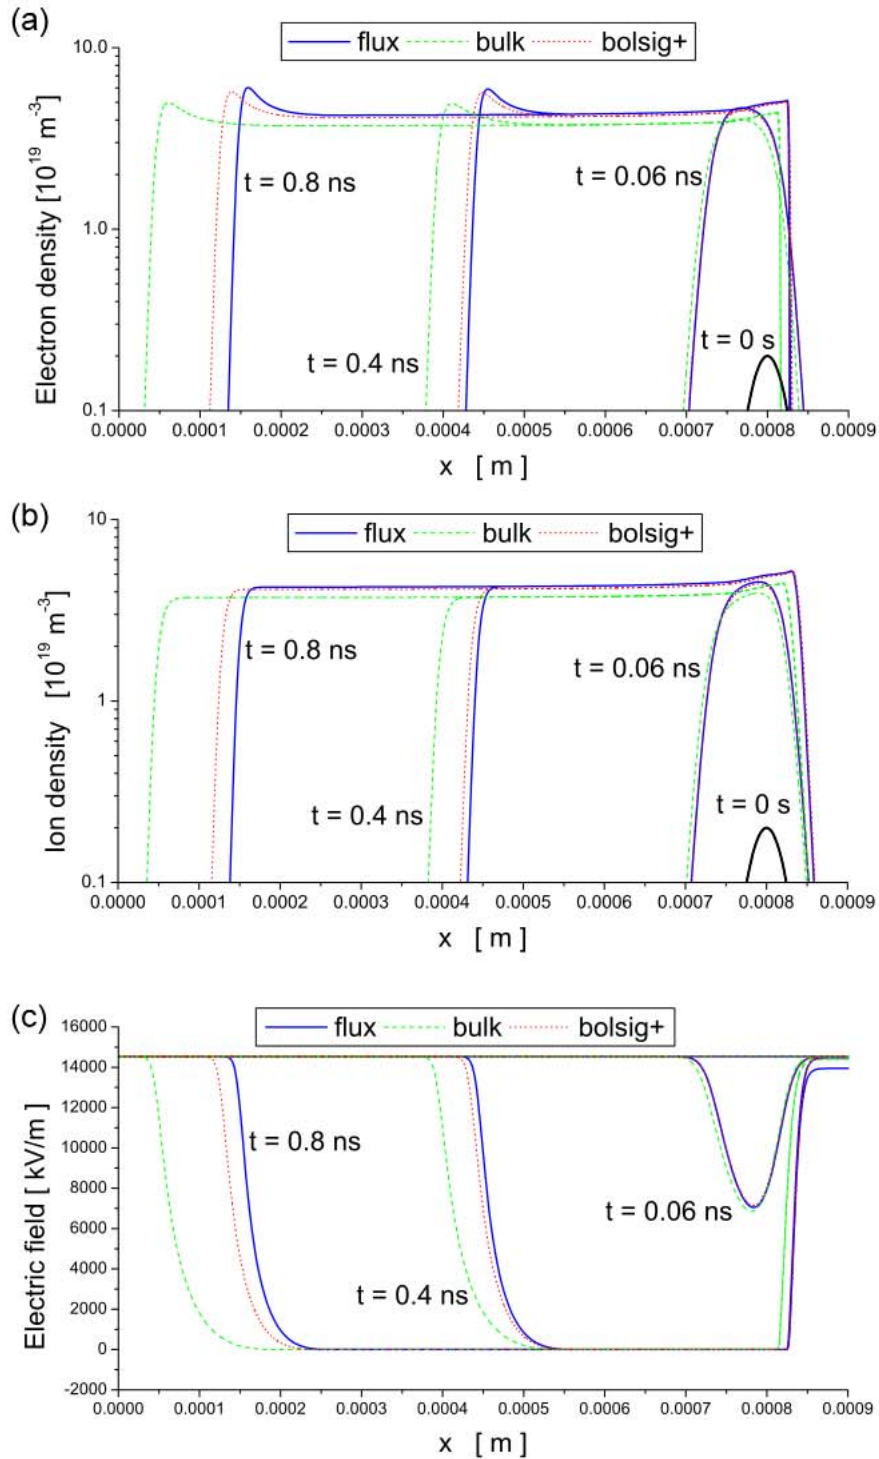 (a)
flux bulk bolsig+
10.0
1.0
0.1
Electron density [10¹⁹ m⁻³]
t = 0.8 ns
t = 0.06 ns
t = 0.4 ns
t = 0 s
0.0000 0.0001 0.0002 0.0003 0.0004 0.0005 0.0006 0.0007 0.0008 0.0009
x [ m ]
(b)
flux bulk bolsig+
10
1
0.1
Ion density [10¹⁹ m⁻³]
t = 0.8 ns
t = 0.06 ns
t = 0.4 ns
t = 0 s
0.0000 0.0001 0.0002 0.0003 0.0004 0.0005 0.0006 0.0007 0.0008 0.0009
x [ m ]
(c)
flux bulk bolsig+
16000
14000
12000
10000
8000
6000
4000
2000
0
-2000
Electric field [ kV/m ]
t = 0.8 ns
t = 0.06 ns
t = 0.4 ns
0.0000 0.0001 0.0002 0.0003 0.0004 0.0005 0.0006 0.0007 0.0008 0.0009
x [ m ]